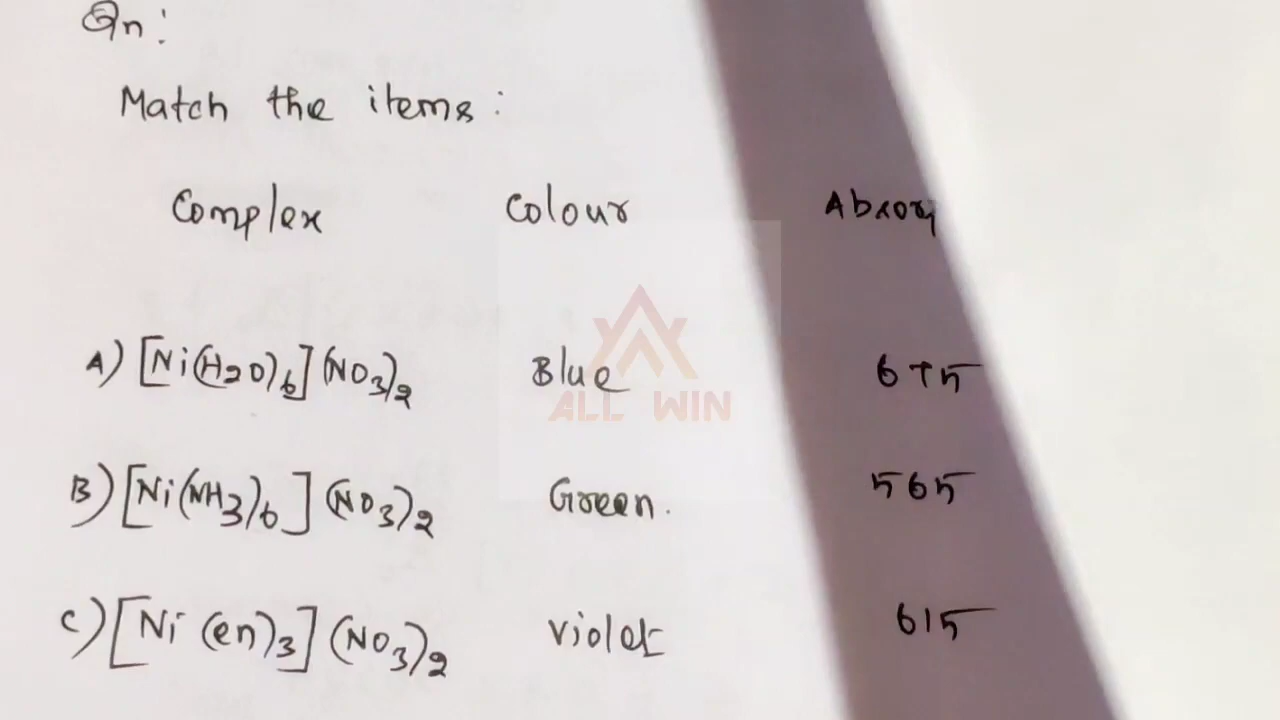 Qn:
Match the items:
Complex Colour
A) [Ni(H2O)6](NO3)2 Blue 675
ALL WIN
B) [Ni(NH3)6](NO3)2 Green. 565
C) [Ni(en)3](NO3)2 violet 615